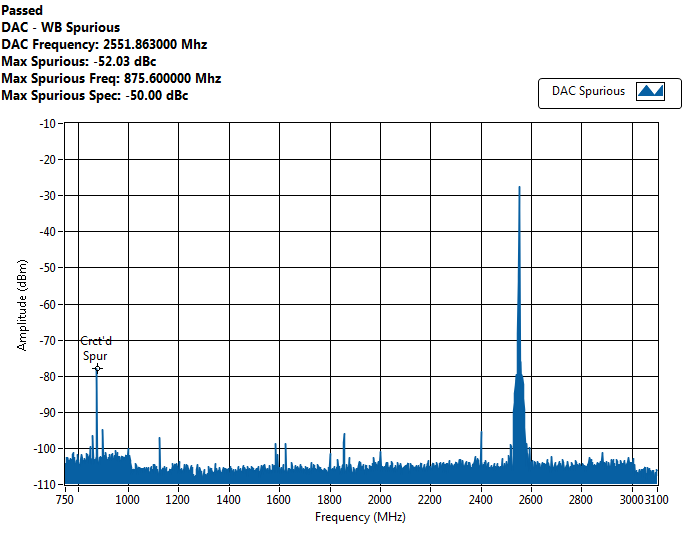 Passed
DAC - WB Spurious
DAC Frequency: 2551.863000 Mhz
Max Spurious: -52.03 dBc
Max Spurious Freq: 875.600000 Mhz
Max Spurious Spec: -50.00 dBc
DAC Spurious
-10
-20
-30
-40
-50
-60
-70
-80
-90
-100
-110
Amplitude (dBm)
Crct'd
Spur
750 1000 1200 1400 1600 1800 2000 2200 2400 2600 2800 3000 3100
Frequency (MHz)